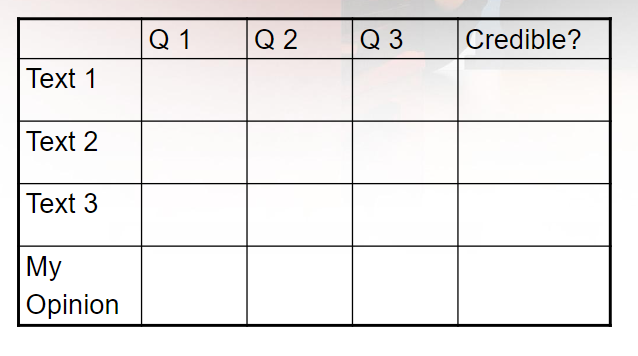 Q 1 Q 2 Q 3 Credible?
Text 1
Text 2
Text 3
My
Opinion